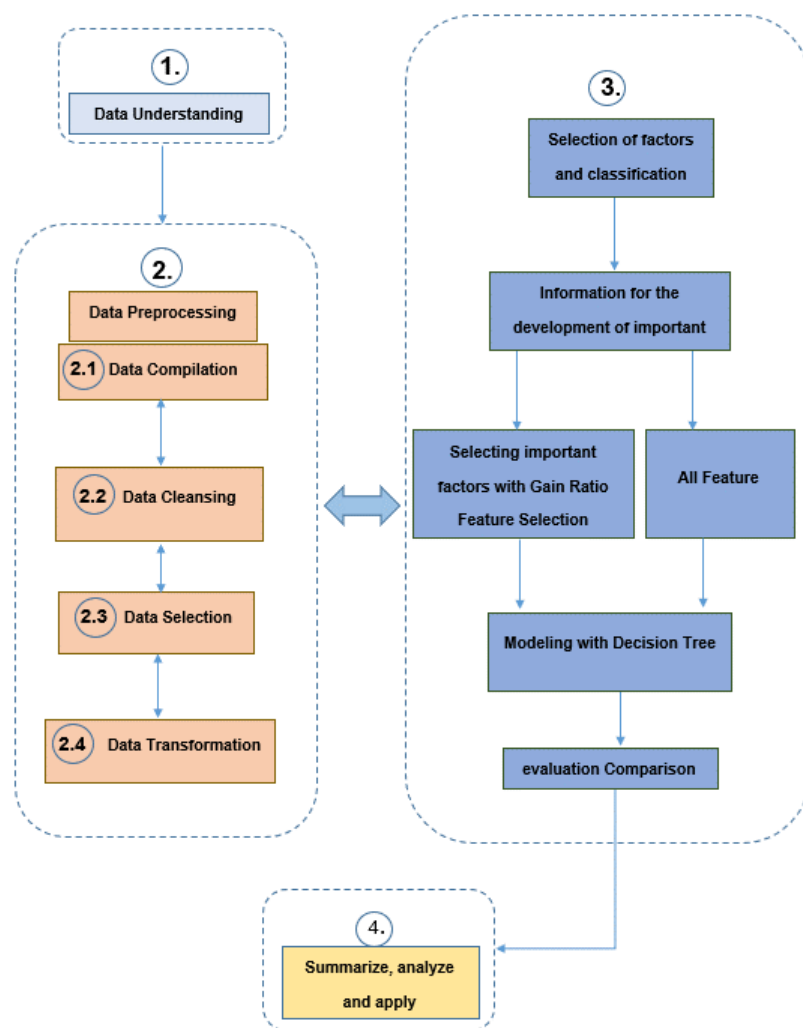 1.
Data Understanding
2.
Data Preprocessing
2.1 Data Compilation
2.2 Data Cleansing
2.3 Data Selection
2.4 Data Transformation
3.
Selection of factors
and classification
Information for the
development of important
Selecting important
factors with Gain Ratio
Feature Selection
All Feature
Modeling with Decision Tree
evaluation Comparison
4.
Summarize, analyze
and apply